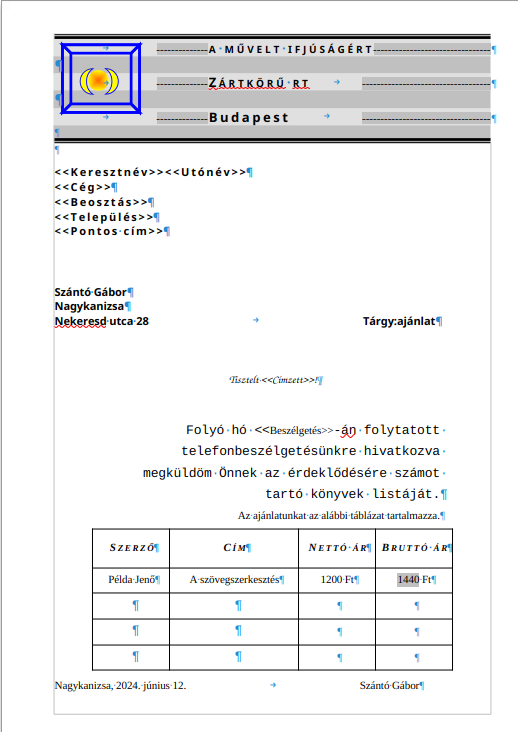 A MŰVELT IFJÚSÁGÉRT
ZÁRTKÖRŰ RT
Budapest
<<Keresztnév>><<Utónév>>
<<Cég>>
<<Beosztás>>
<<Település>>
<<Pontos cím>>
Szántó Gábor
Nagykanizsa
Nekeresd utca 28 Tárgy:ajánlat
Tisztelt <<Címzett>>!
Folyó hó <<Beszélgetés>>-án folytatott
telefonbeszélgetésünkre hivatkozva
megküldöm Önnek az érdeklődésére számot
tartó könyvek listáját.
Az ajánlatunkat az alábbi táblázat tartalmazza.
SZERZŐ CÍM NETTÓ ÁR BRUTTÓ ÁR
Példa Jenő A szövegszerkesztés 1200 Ft 1440 Ft
Nagykanizsa, 2024. június 12. Szántó Gábor